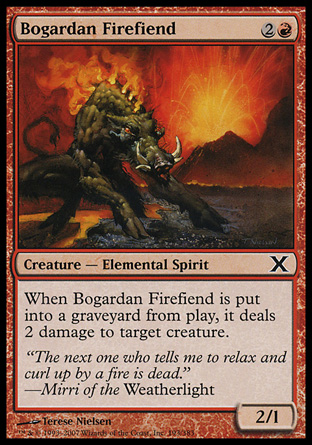 Bogardan Firefiend 2
Creature — Elemental Spirit X
When Bogardan Firefiend is put
into a graveyard from play, it deals
2 damage to target creature.
"The next one who tells me to relax and
curl up by a fire is dead."
—Mirri of the Weatherlight
Terese Nielsen
2/1